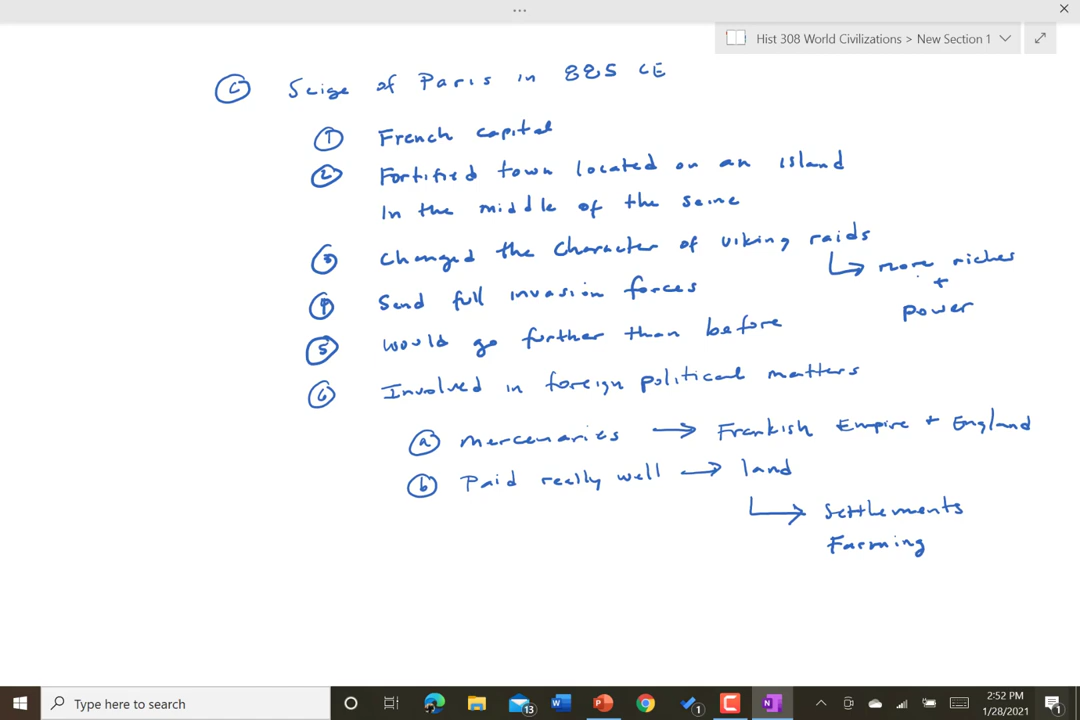 ...
Hist 308 World Civilizations > New Section 1
C Seige of Paris in 885 CE
1 French capital
2 Fortified town located on an island
In the middle of the seine
3 Changed the character of viking raids
more riches
+
power
4 Send full invasion forces
5 Would go further than before
6 Involved in foreign political matters
a mercenaries → Frankish Empire + England
b Paid really well → land
Settlements
Farming
Type here to search
13
1
2:52 PM
1/28/2021
1